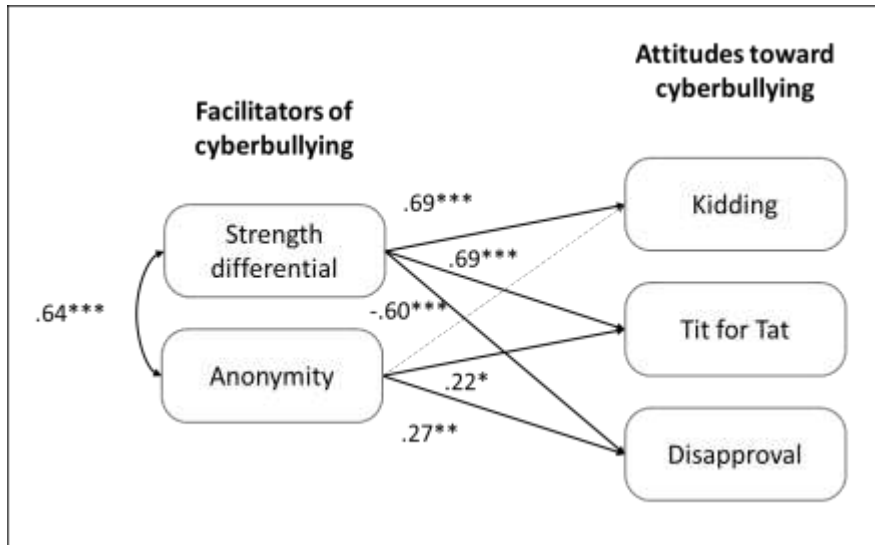 Attitudes toward
cyberbullying
Facilitators of
cyberbullying
.69***
Kidding
Strength
differential
.69***
.64***
-.60***
Tit for Tat
Anonymity
.22*
.27**
Disapproval